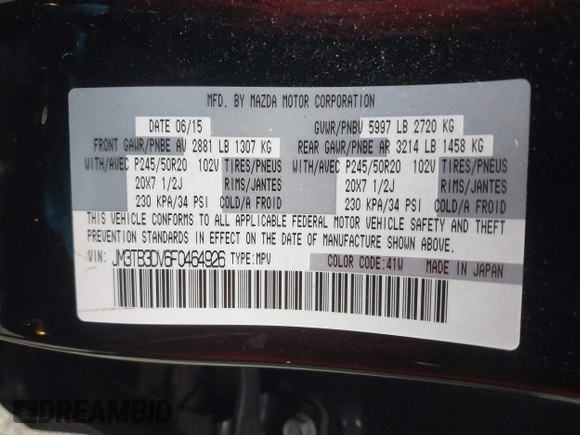 MFD. BY MAZDA MOTOR CORPORATION
DATE 06/15 GVWR/PNBV 5997 LB 2720 KG
FRONT GAWR/PNBE AV 2881 LB 1307 KG REAR GAWR/PNBE AR 3214 LB 1458 KG
WITH/AVEC P245/50R20 102V TIRES/PNEUS WITH/AVEC P245/50R20 102V TIRES/PNEUS
20X7 1/2J RIMS/JANTES 20X7 1/2J RIMS/JANTES
230 KPA/34 PSI COLD/A FROID 230 KPA/34 PSI COLD/A FROID
THIS VEHICLE CONFORMS TO ALL APPLICABLE FEDERAL MOTOR VEHICLE SAFETY AND THEFT
PREVENTION STANDARDS IN EFFECT ON THE DATE OF MANUFACTURE SHOWN ABOVE.
VIN: JM3TB3DV6F0464926 TYPE:MPV COLOR CODE:41W MADE IN JAPAN
DREAMBID